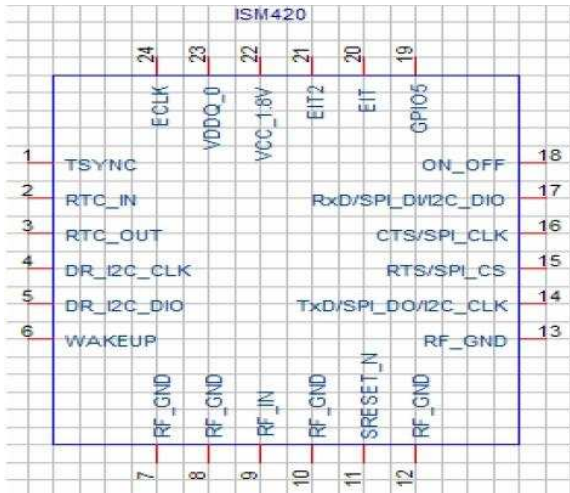 ISM420
24 23 22 21 20 19
ECLK VDDQ_0 VCC_1.8V EIT2 EIT GPIO5
1 TSYNC ON_OFF 18
2 RTC_IN RxD/SPI_DI/I2C_DIO 17
3 RTC_OUT CTS/SPI_CLK 16
4 DR_I2C_CLK RTS/SPI_CS 15
5 DR_I2C_DIO TxD/SPI_DO/I2C_CLK 14
6 WAKEUP RF_GND 13
RF_GND RF_GND RF_IN RF_GND SRESET_N RF_GND
7 8 9 10 11 12